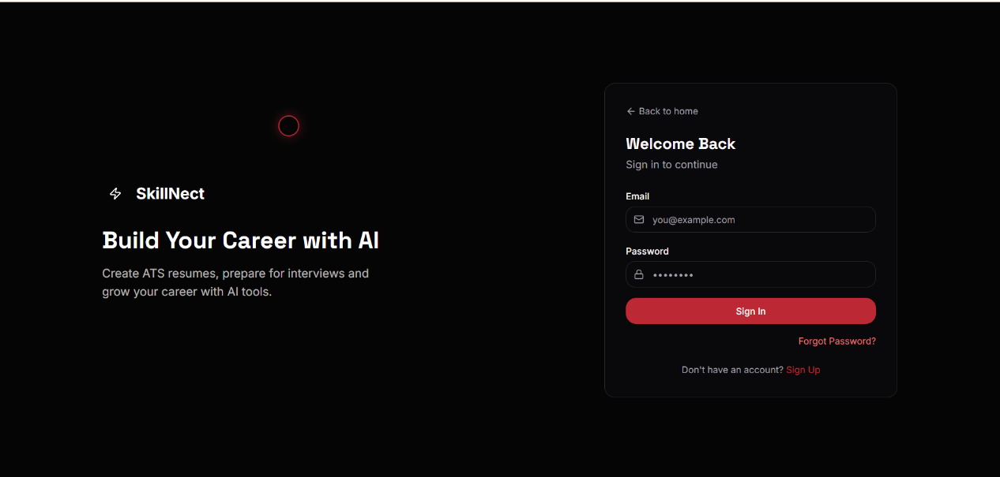 SkillNect
Build Your Career with AI
Create ATS resumes, prepare for interviews and
grow your career with AI tools.
← Back to home
Welcome Back
Sign in to continue
Email
you@example.com
Password
••••••••
Sign In
Forgot Password?
Don't have an account? Sign Up